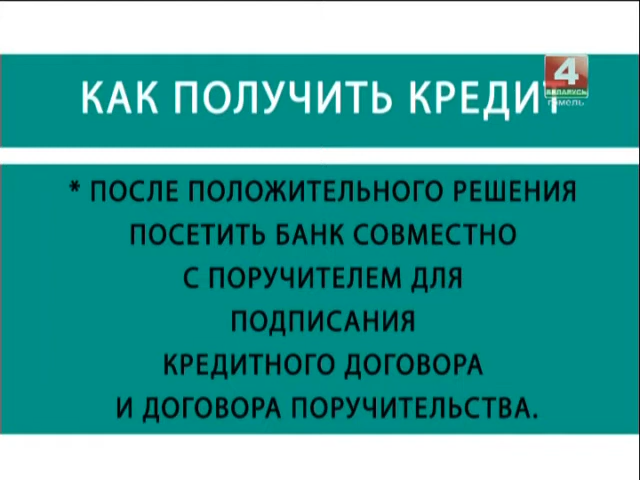 КАК ПОЛУЧИТЬ КРЕДИТ
4
БЕЛАРУСЬ
ГОМЕЛЬ
* ПОСЛЕ ПОЛОЖИТЕЛЬНОГО РЕШЕНИЯ
ПОСЕТИТЬ БАНК СОВМЕСТНО
С ПОРУЧИТЕЛЕМ ДЛЯ
ПОДПИСАНИЯ
КРЕДИТНОГО ДОГОВОРА
И ДОГОВОРА ПОРУЧИТЕЛЬСТВА.